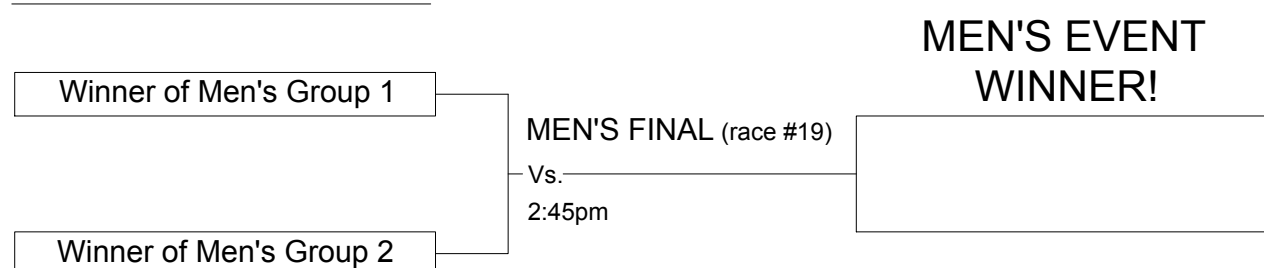 MEN'S EVENT
WINNER!
Winner of Men's Group 1
MEN'S FINAL (race #19)
Vs.
2:45pm
Winner of Men's Group 2